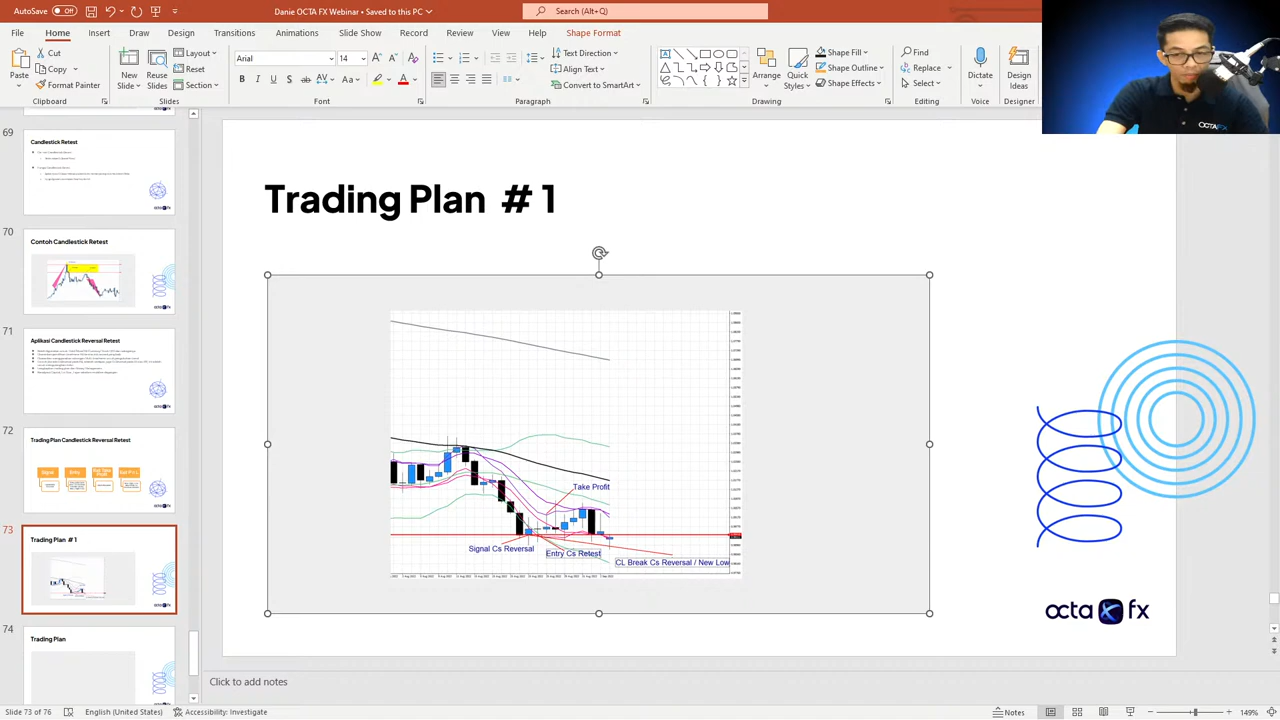 AutoSave Off
Danie OCTA FX Webinar • Saved to this PC
Search (Alt+Q)
File Home Insert Draw Design Transitions Animations Slide Show Record Review View Help Shape Format
Paste
Cut
Copy
Format Painter
Clipboard
New Slide
Reuse Slides
Layout
Reset
Section
Slides
Arial 14
Font
Text Direction
Align Text
Convert to SmartArt
Paragraph
Arrange
Quick Styles
Shape Fill
Shape Outline
Shape Effects
Drawing
Find
Replace
Select
Editing
Dictate
Voice
Design Ideas
Designer
OCTAFX
69
Candlestick Retest
70
Contoh Candlestick Retest
71
Aplikasi Candlestick Reversal Retest
72
Trading Plan Candlestick Reversal Retest
73
Trading Plan # 1
74
Trading Plan
Trading Plan # 1
Take Profit
Signal Cs Reversal
Entry Cs Retest
CL Break Cs Reversal / New Low
octa fx
Click to add notes
Slide 73 of 76
English (United States)
Accessibility: Investigate
Notes
149%